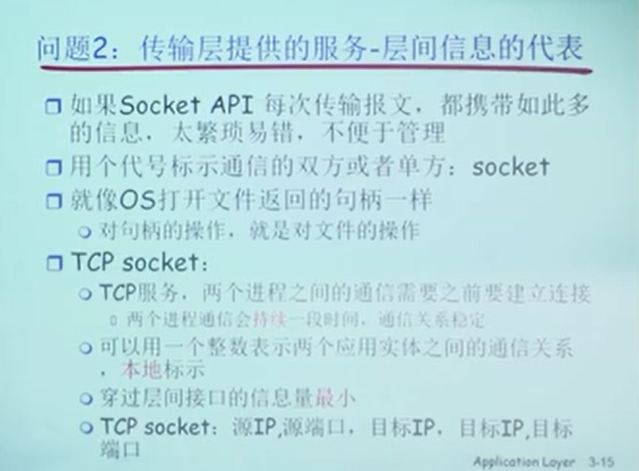 问题2：传输层提供的服务-层间信息的代表
如果Socket API 每次传输报文，都携带如此多
的信息，太繁琐易错，不便于管理
用个代号标示通信的双方或者单方：socket
就像OS打开文件返回的句柄一样
对句柄的操作，就是对文件的操作
TCP socket：
TCP服务，两个进程之间的通信需要之前要建立连接
两个进程通信会持续一段时间，通信关系稳定
可以用一个整数表示两个应用实体之间的通信关系
，本地标示
穿过层间接口的信息量最小
TCP socket：源IP,源端口，目标IP，目标IP,目标
端口
Application Layer 3-15